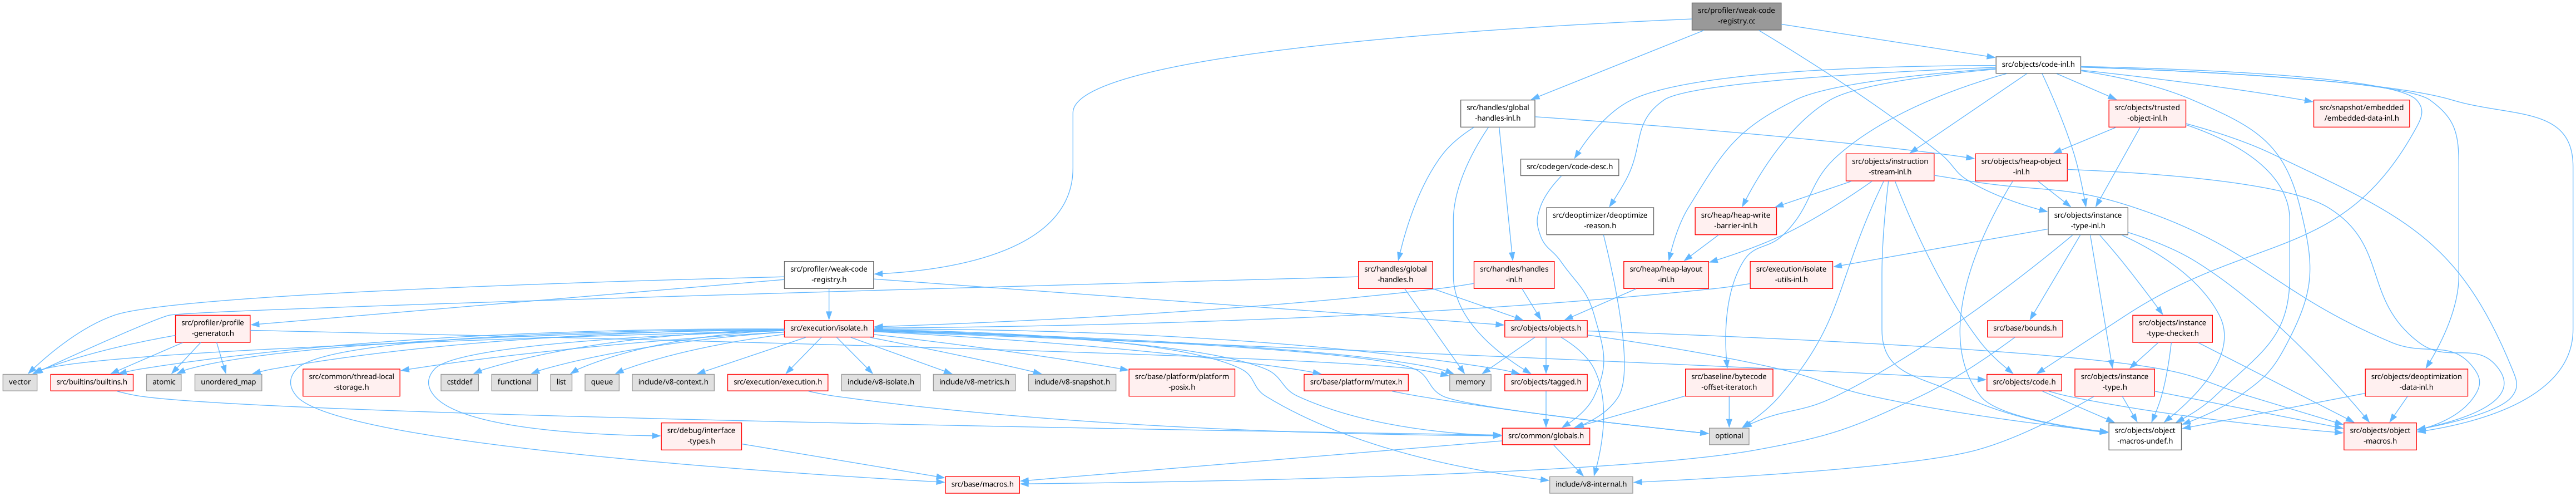 src/profiler/weak-code
-registry.cc
src/objects/code-inl.h
src/handles/global
-handles-inl.h
src/objects/trusted
-object-inl.h
src/snapshot/embedded
/embedded-data-inl.h
src/codegen/code-desc.h
src/objects/instruction
-stream-inl.h
src/objects/heap-object
-inl.h
src/deoptimizer/deoptimize
-reason.h
src/heap/heap-write
-barrier-inl.h
src/objects/instance
-type-inl.h
src/profiler/weak-code
-registry.h
src/handles/global
-handles.h
src/handles/handles
-inl.h
src/heap/heap-layout
-inl.h
src/execution/isolate
-utils-inl.h
src/profiler/profile
-generator.h
src/execution/isolate.h
src/objects/objects.h
src/base/bounds.h
src/objects/instance
-type-checker.h
vector
src/builtins/builtins.h
atomic
unordered_map
src/common/thread-local
-storage.h
cstddef
functional
list
queue
include/v8-context.h
src/execution/execution.h
include/v8-isolate.h
include/v8-metrics.h
include/v8-snapshot.h
src/base/platform/platform
-posix.h
src/base/platform/mutex.h
memory
src/objects/tagged.h
src/baseline/bytecode
-offset-iterator.h
src/objects/code.h
src/objects/instance
-type.h
src/objects/deoptimization
-data-inl.h
src/debug/interface
-types.h
src/common/globals.h
optional
src/objects/object
-macros-undef.h
src/objects/object
-macros.h
src/base/macros.h
include/v8-internal.h